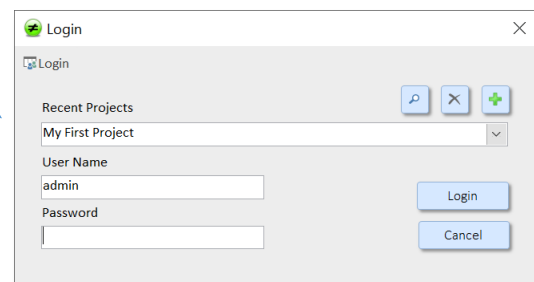 Login
Login
Recent Projects
My First Project
User Name
admin
Password
Login
Cancel